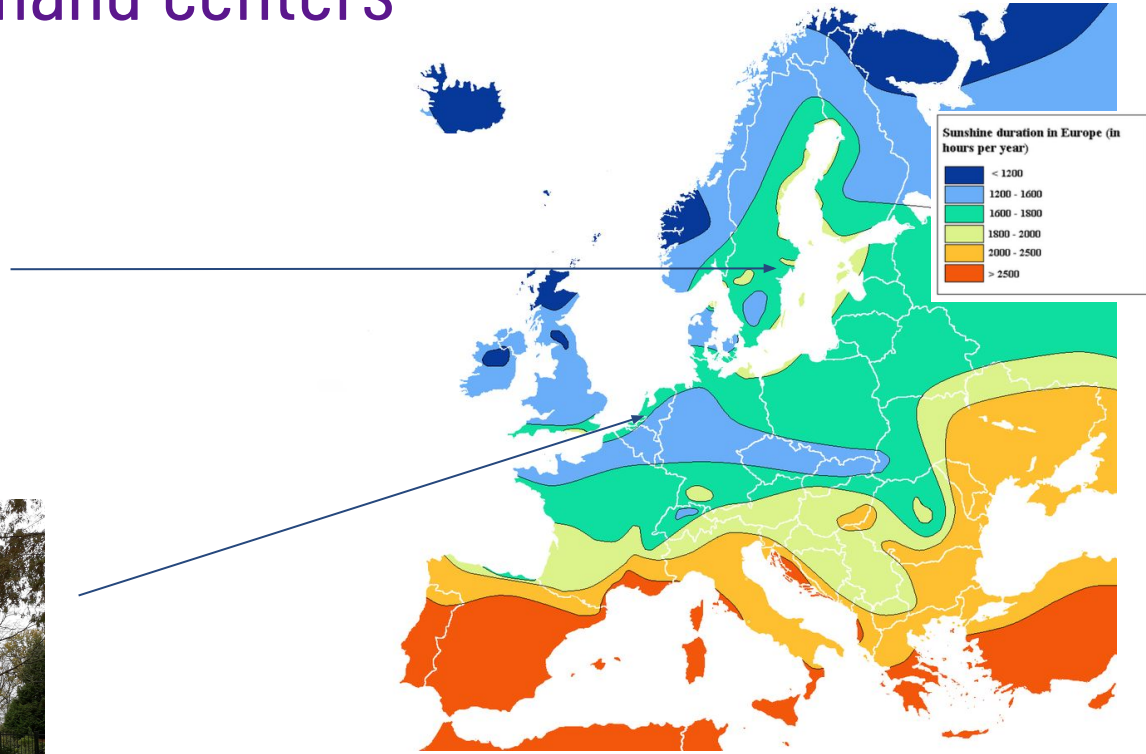 centers
Sunshine duration in Europe (in
hours per year)
< 1200
1200 - 1600
1600 - 1800
1800 - 2000
2000 - 2500
> 2500